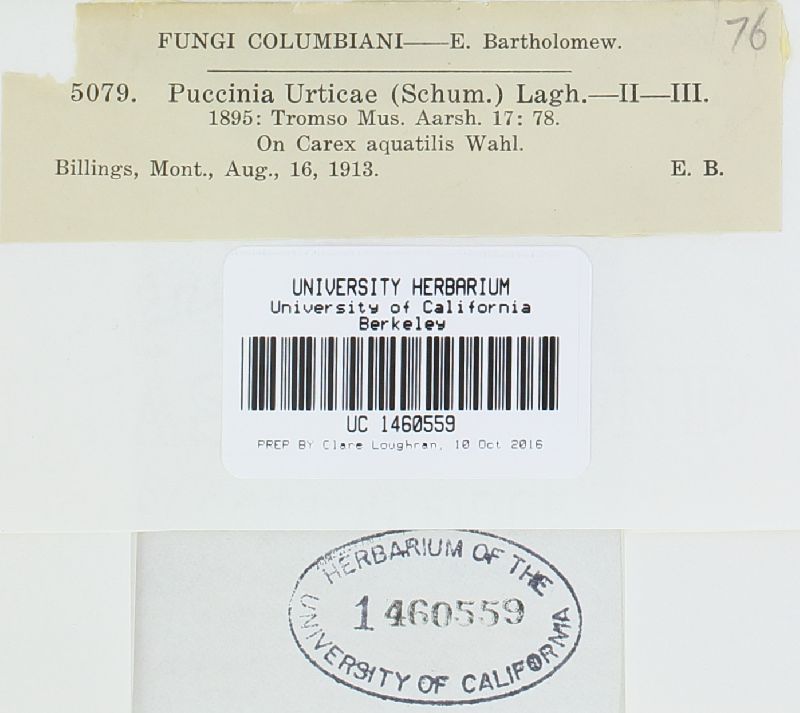 76
FUNGI COLUMBIANI——E. Bartholomew.
5079. Puccinia Urticae (Schum.) Lagh.—II—III.
1895: Tromso Mus. Aarsh. 17: 78.
On Carex aquatilis Wahl.
Billings, Mont., Aug., 16, 1913. E. B.
UNIVERSITY HERBARIUM
University of California
Berkeley
UC 1460559
PREP BY Clare Loughran, 10 Oct 2016
HERBARIUM OF THE
1460559
UNIVERSITY OF CALIFORNIA